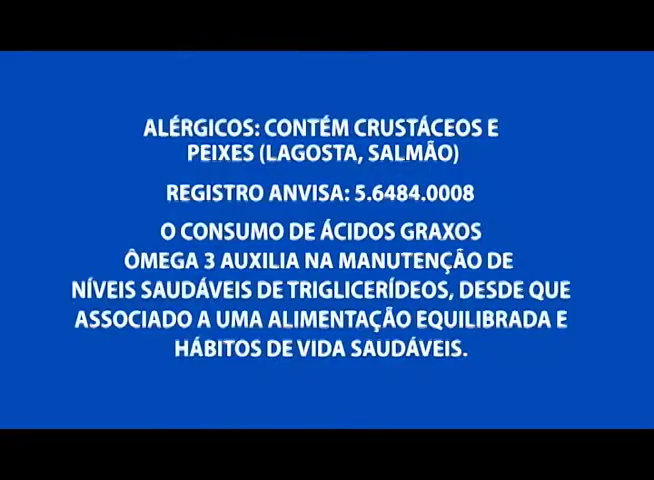 ALÉRGICOS: CONTÉM CRUSTÁCEOS E
PEIXES (LAGOSTA, SALMÃO)
REGISTRO ANVISA: 5.6484.0008
O CONSUMO DE ÁCIDOS GRAXOS
ÔMEGA 3 AUXILIA NA MANUTENÇÃO DE
NÍVEIS SAUDÁVEIS DE TRIGLICERÍDEOS, DESDE QUE
ASSOCIADO A UMA ALIMENTAÇÃO EQUILIBRADA E
HÁBITOS DE VIDA SAUDÁVEIS.